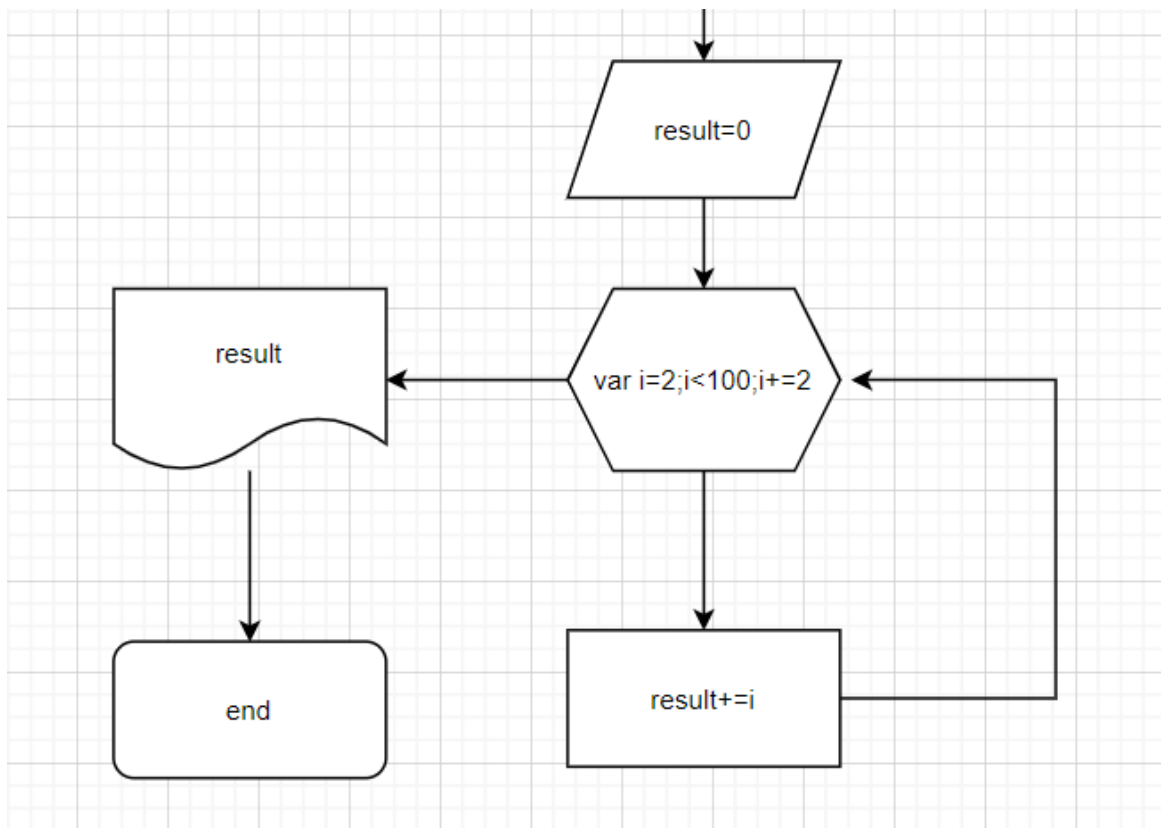 result=0
var i=2;i<100;i+=2
result
result+=i
end